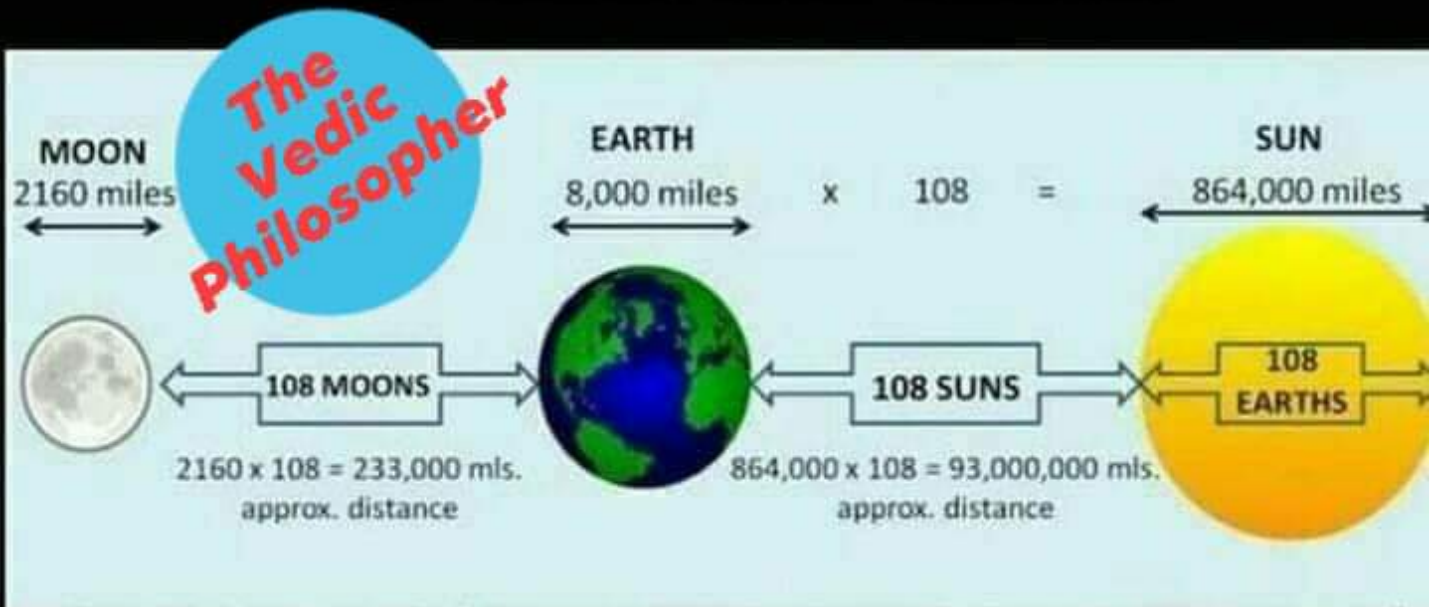 The
Vedic
Philosopher
MOON
2160 miles
EARTH
8,000 miles x 108 =
SUN
864,000 miles
108 MOONS
108 SUNS
108
EARTHS
2160 x 108 = 233,000 mls.
approx. distance
864,000 x 108 = 93,000,000 mls.
approx. distance